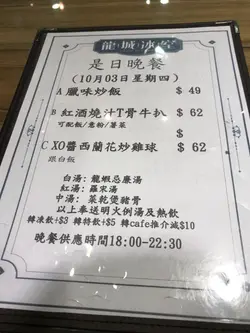 龍城冰室
是日晚餐
(10月03日星期四)
A 臘味炒飯 $ 49
B 紅酒燒汁T骨牛扒 $ 62
可配飯/意粉/薯菜
$
C XO醬西蘭花炒雞球 $ 62
跟白飯
白湯: 龍蝦忌廉湯
紅湯: 羅宋湯
中湯: 菜乾煲豬骨
以上奉送明火例湯及熱飲
轉凍飲+$3 轉特飲+$5 轉cafe推介減$10
晚餐供應時間18:00-22:30